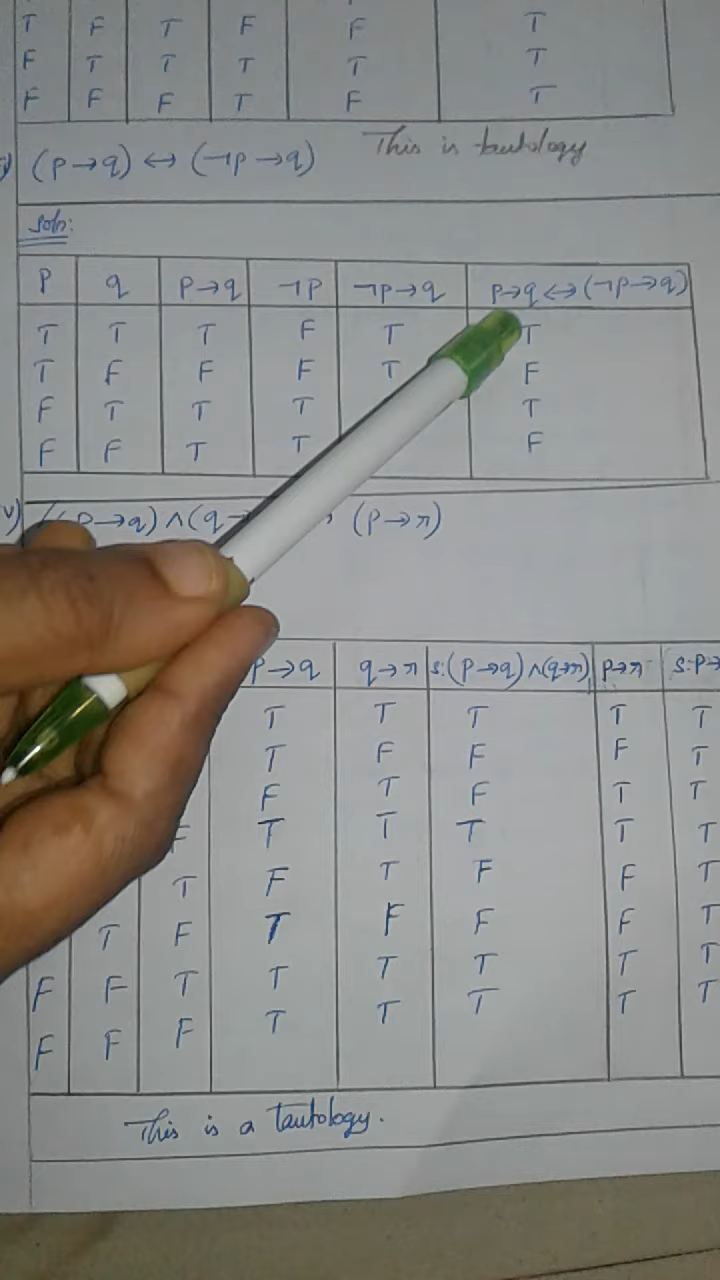 T F T F F T
F T T T T T
F F F T F T
(p→q) ↔ (¬p→q) This is tautology
Soln:
P q P→q ¬P ¬P→q P→q ↔ (¬P→q)
T T T F T T
T F F F T F
F T T T T
F F T T F
v) →q) ∧ (q→ (P→r)
P→q q→r S:(P→q) ∧ (q→r) P→r S:P→
T T T T T
T F F F T
F T F T T
F T T T T T
T F T F F T
T F T F F F T
F F T T T T T T
F F F T T T T T
This is a Tautology.